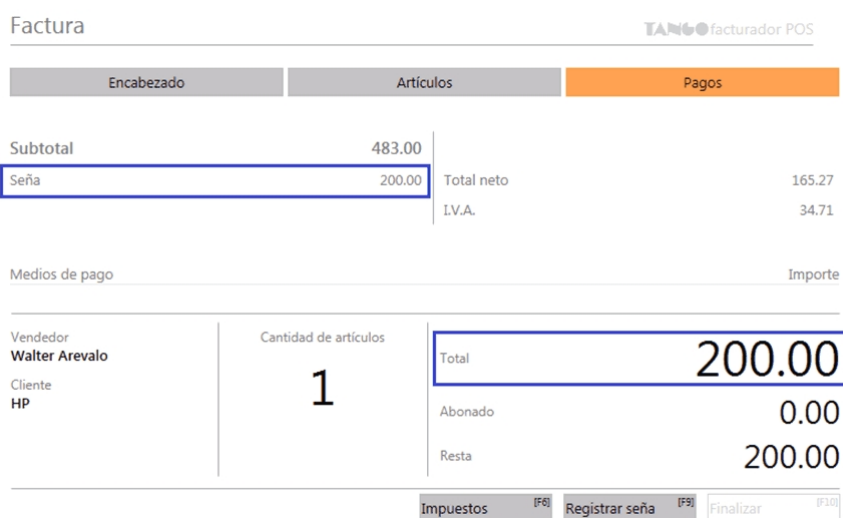 Factura
TANGO facturador POS
Encabezado Artículos Pagos
Subtotal 483.00
Seña 200.00
Total neto 165.27
I.V.A. 34.71
Medios de pago Importe
Vendedor
Walter Arevalo
Cliente
HP
Cantidad de artículos
1
Total 200.00
Abonado 0.00
Resta 200.00
Impuestos [F6] Registrar seña [F9] Finalizar [F10]